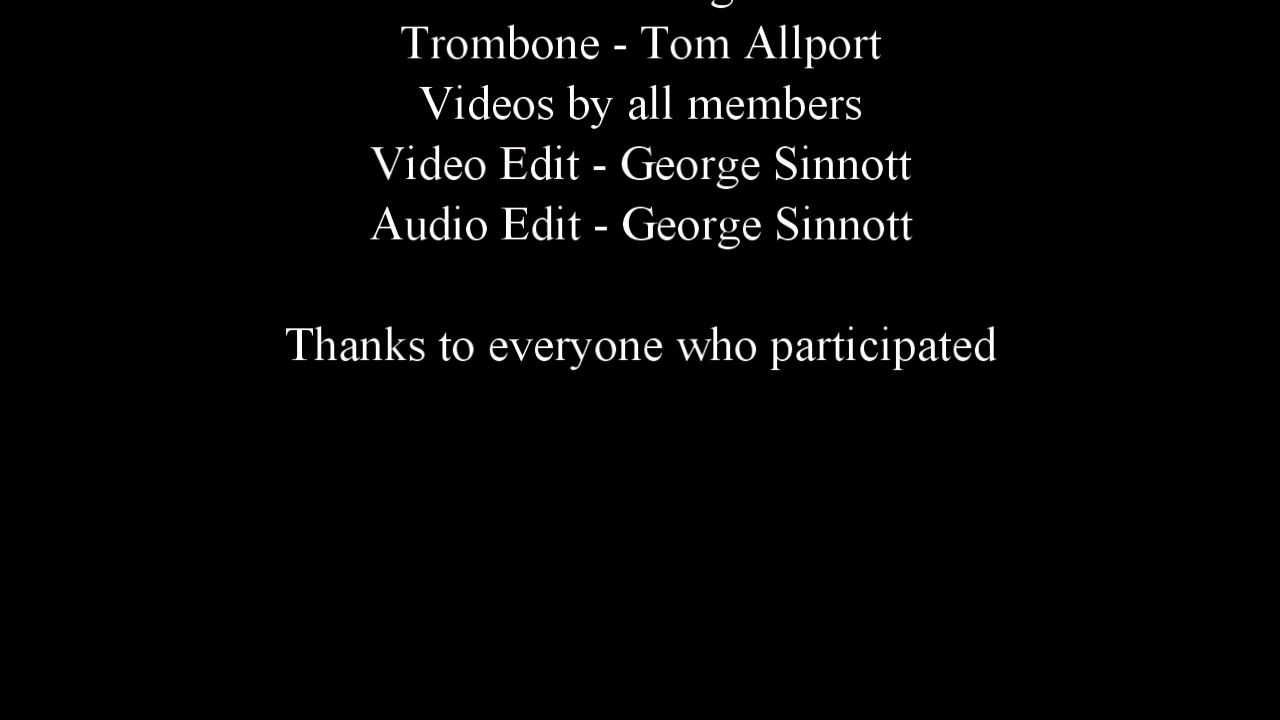 Trombone - Tom Allport
Videos by all members
Video Edit - George Sinnott
Audio Edit - George Sinnott
Thanks to everyone who participated